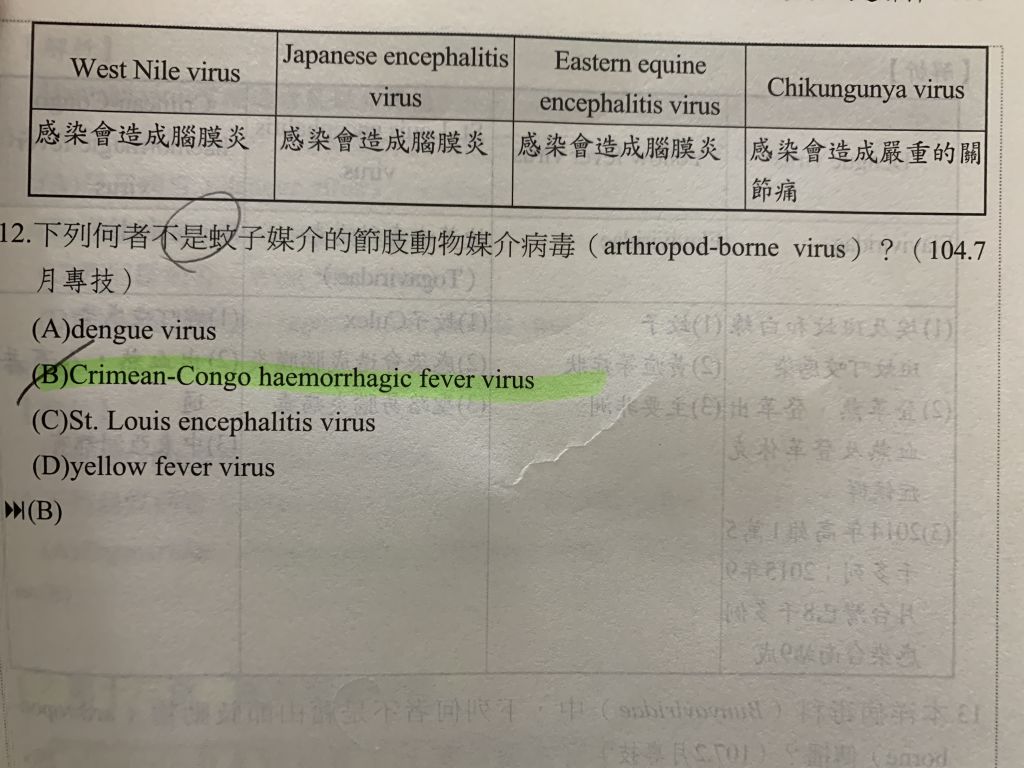 West Nile virus
Japanese encephalitis
virus
Eastern equine
encephalitis virus
Chikungunya virus
感染會造成腦膜炎
感染會造成腦膜炎
感染會造成腦膜炎
感染會造成嚴重的關
節痛
12.下列何者不是蚊子媒介的節肢動物媒介病毒（arthropod-borne virus）？（104.7
月專技）
(A)dengue virus
(B)Crimean-Congo haemorrhagic fever virus
(C)St. Louis encephalitis virus
(D)yellow fever virus
⏭(B)